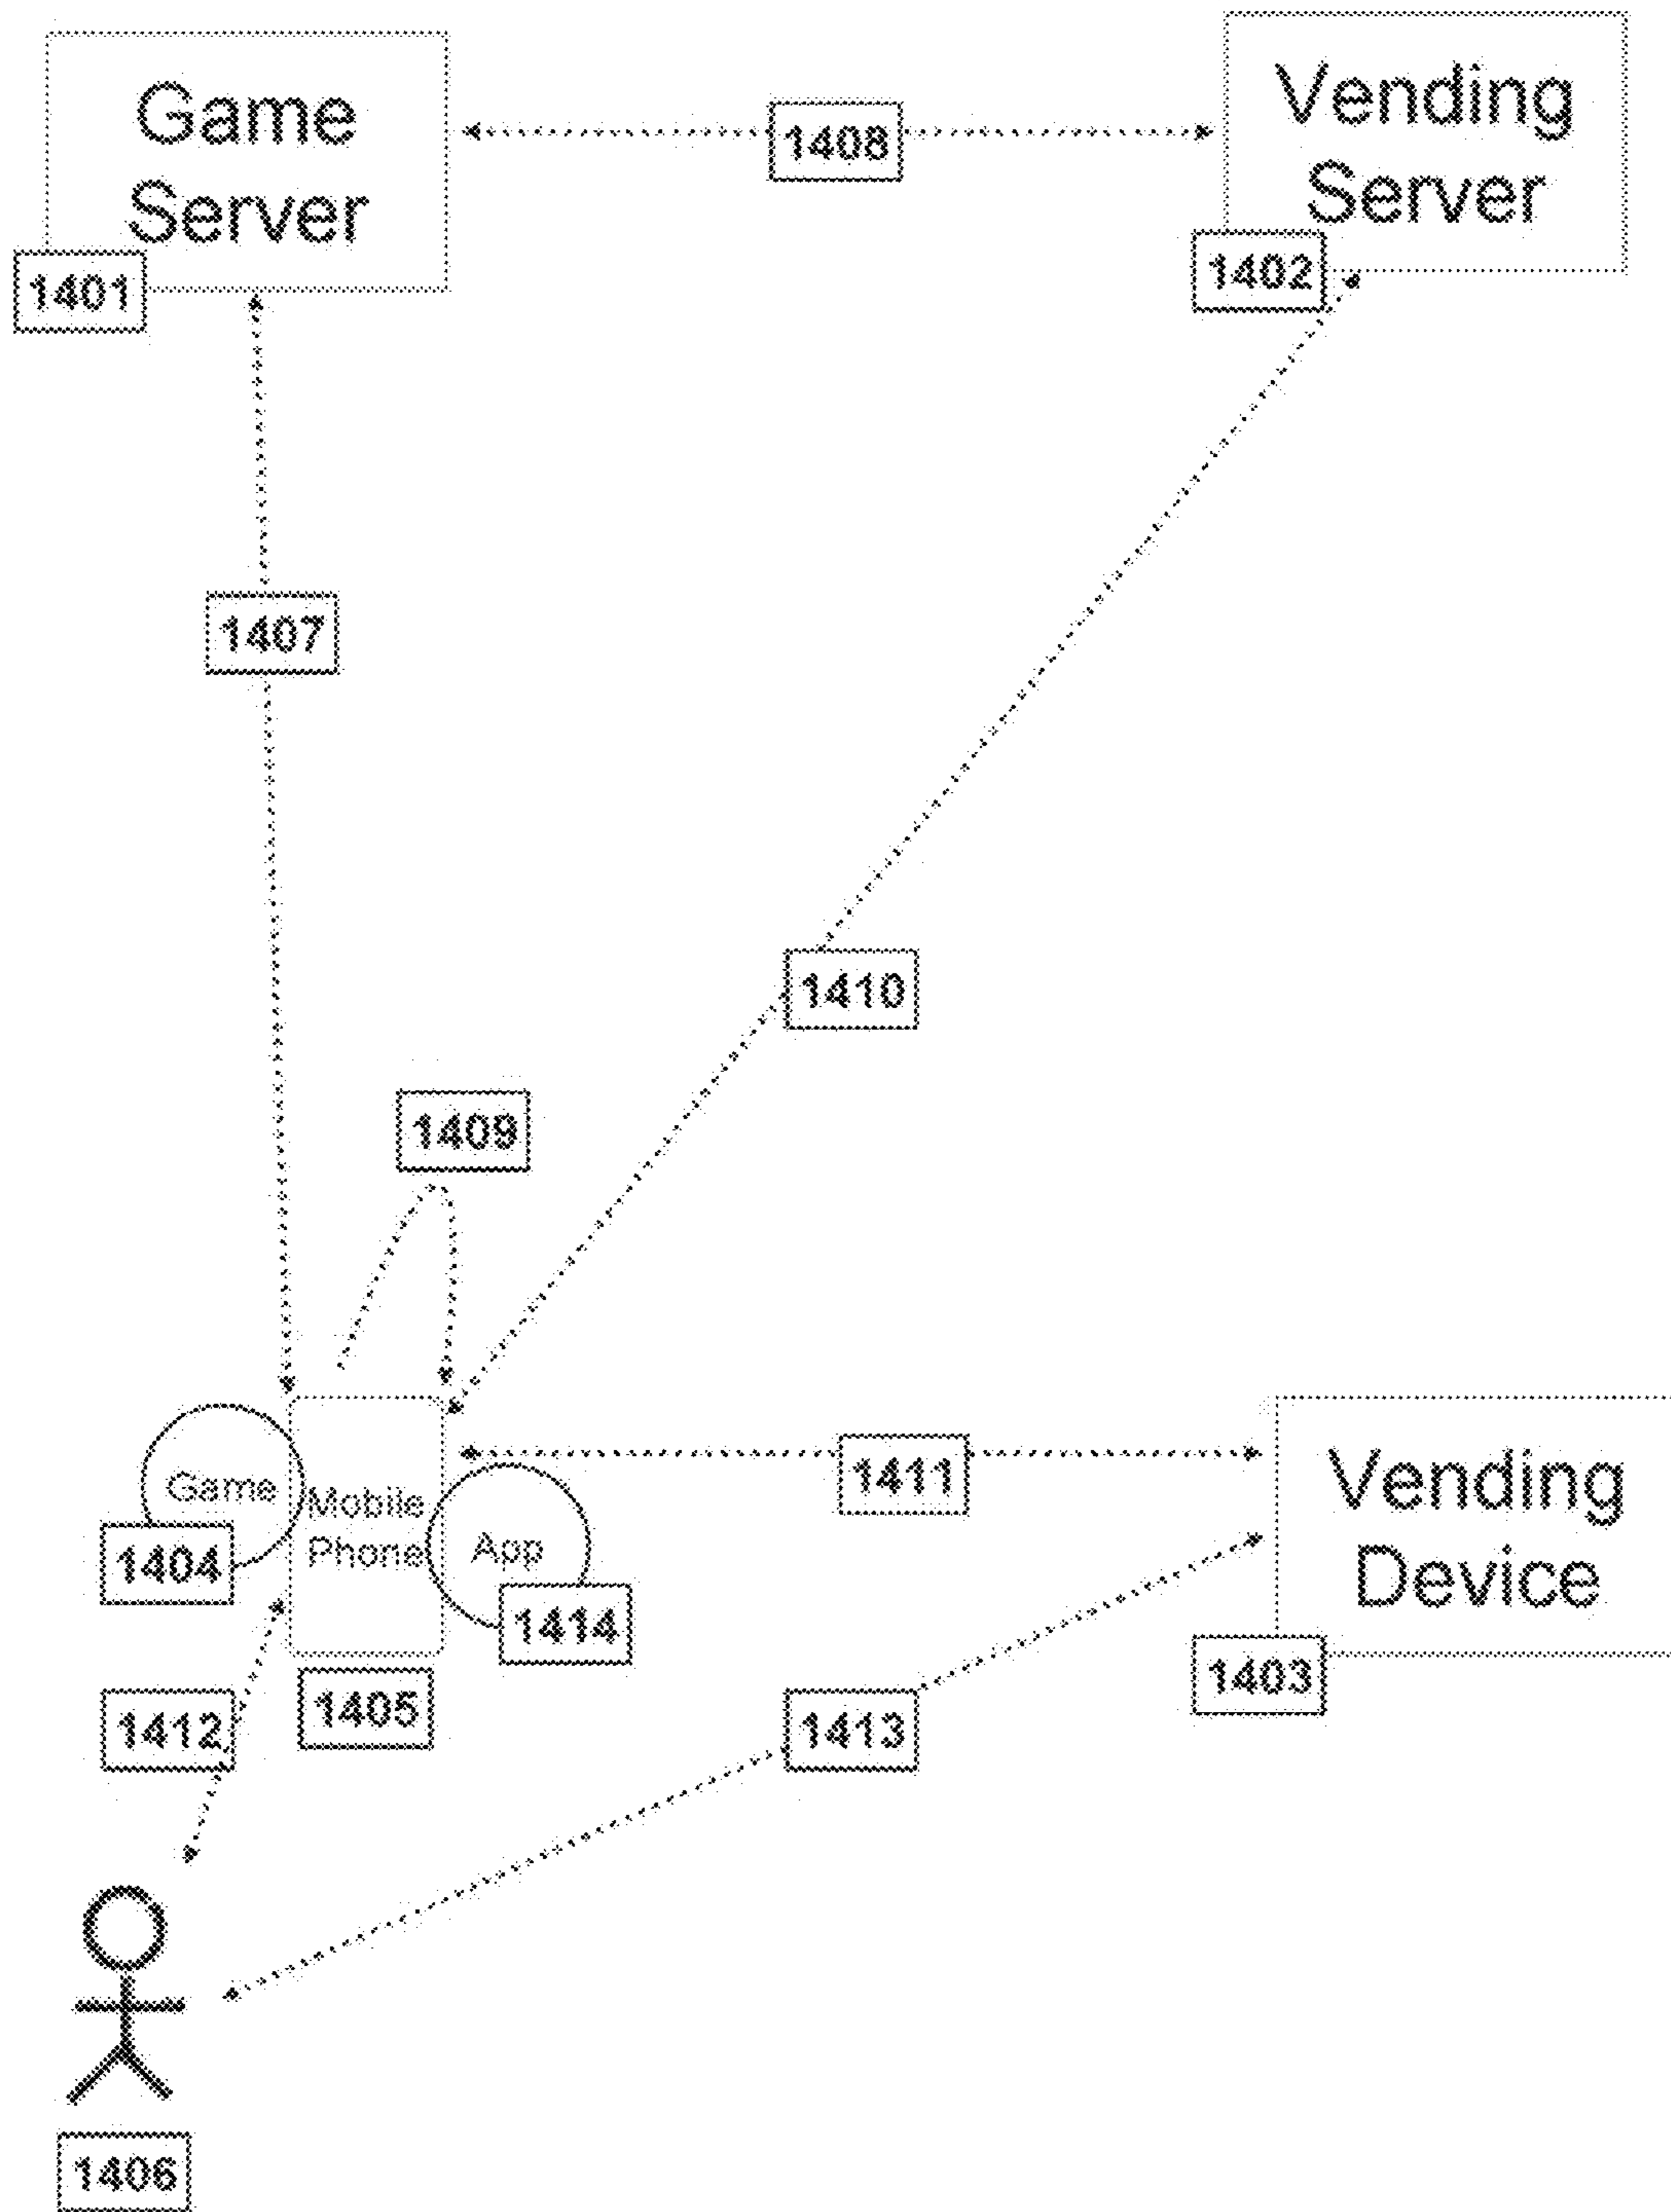 Game
Server
1401
1408
Vending
Server
1402
1407
1410
1409
Game
1404
Mobile
Phone
App
1414
1405
1411
Vending
Device
1403
1412
1413
1406